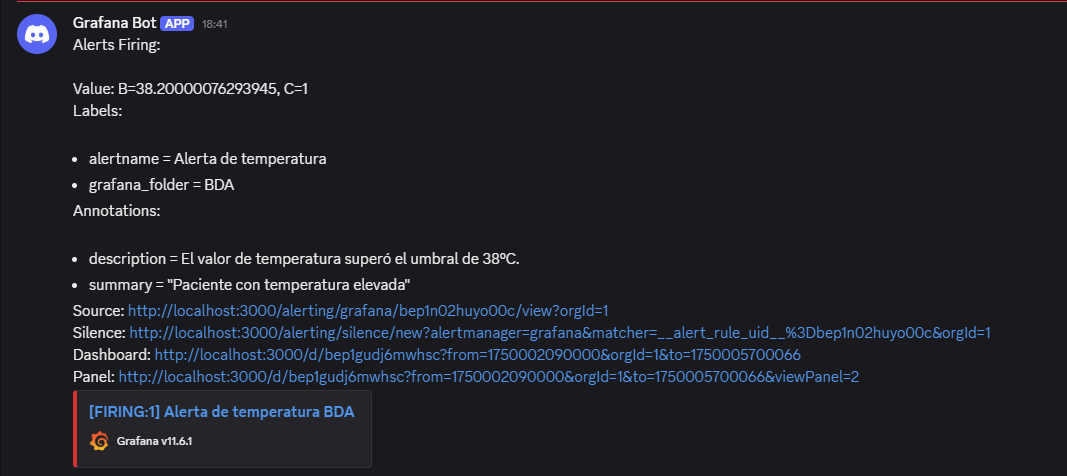 Grafana Bot APP 18:41
Alerts Firing:
Value: B=38.20000076293945, C=1
Labels:
• alertname = Alerta de temperatura
• grafana_folder = BDA
Annotations:
• description = El valor de temperatura superó el umbral de 38ºC.
• summary = "Paciente con temperatura elevada"
Source: http://localhost:3000/alerting/grafana/bep1n02huyo00c/view?orgId=1
Silence: http://localhost:3000/alerting/silence/new?alertmanager=grafana&matcher=__alert_rule_uid__%3Dbep1n02huyo00c&orgId=1
Dashboard: http://localhost:3000/d/bep1gudj6mwhsc?from=1750002090000&orgId=1&to=1750005700066
Panel: http://localhost:3000/d/bep1gudj6mwhsc?from=1750002090000&orgId=1&to=1750005700066&viewPanel=2
[FIRING:1] Alerta de temperatura BDA
Grafana v11.6.1